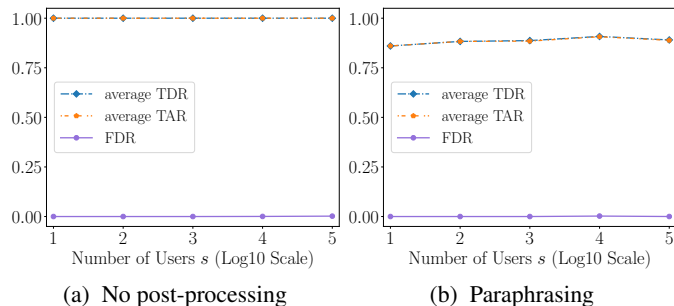 1.00
0.75
0.50
0.25
0.00
average TDR
average TAR
FDR
1 2 3 4 5
Number of Users s (Log10 Scale)
(a) No post-processing
1.00
0.75
0.50
0.25
0.00
average TDR
average TAR
FDR
1 2 3 4 5
Number of Users s (Log10 Scale)
(b) Paraphrasing